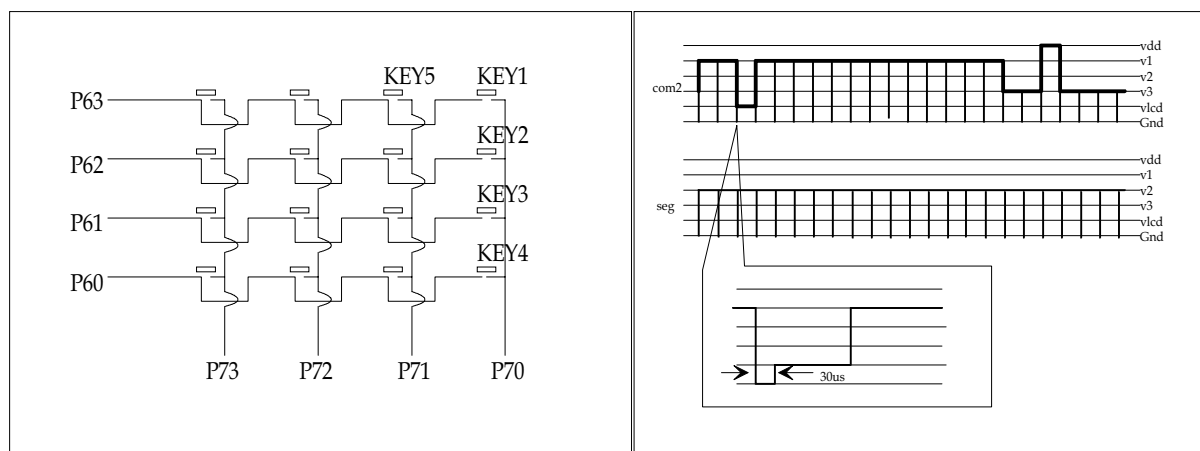 KEY5 KEY1
P63
KEY2
P62
KEY3
P61
KEY4
P60
P73 P72 P71 P70
vdd
v1
v2
com2
v3
vlcd
Gnd
vdd
v1
v2
seg
v3
vlcd
Gnd
30us